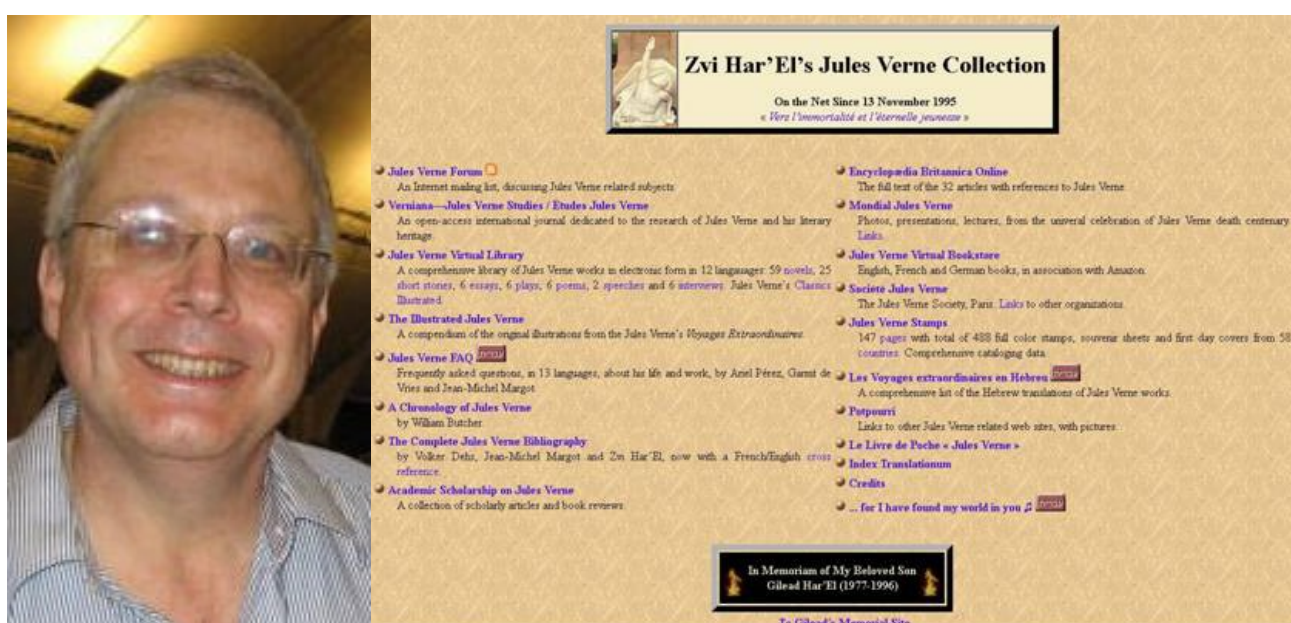 Zvi Har’El’s Jules Verne Collection
On the Net Since 13 November 1995
« Vers l’immortalité et l’éternelle jeunesse »
Jules Verne Forum
An Internet mailing list, discussing Jules Verne related subjects.
Verniana—Jules Verne Studies / Etudes Jules Verne
An open-access international journal dedicated to the research of Jules Verne and his literary
heritage.
Jules Verne Virtual Library
A comprehensive library of Jules Verne works in electronic form in 12 languages: 59 novels, 25
short stories, 6 essays, 6 plays, 6 poems, 2 speeches and 6 interviews. Jules Verne’s Classics
Illustrated.
The Illustrated Jules Verne
A compendium of the original illustrations from the Jules Verne’s Voyages Extraordinaires.
Jules Verne FAQ עברית
Frequently asked questions, in 13 languages, about his life and work, by Ariel Pérez, Garmt de
Vries and Jean-Michel Margot.
A Chronology of Jules Verne
by William Butcher.
The Complete Jules Verne Bibliography
by Volker Dehs, Jean-Michel Margot and Zvi Har’El, now with a French/English cross
reference.
Academic Scholarship on Jules Verne
A collection of scholarly articles and book reviews.
Encyclopædia Britannica Online
The full text of the 32 articles with references to Jules Verne.
Mondial Jules Verne
Photos, presentations, lectures, from the univeral celebration of Jules Verne death centenary.
Links.
Jules Verne Virtual Bookstore
English, French and German books, in association with Amazon.
Société Jules Verne
The Jules Verne Society, Paris. Links to other organizations.
Jules Verne Stamps
147 pages with total of 488 full color stamps, souvenir sheets and first day covers from 58
countries. Comprehensive cataloging data.
Les Voyages extraordinaires en Hébreu עברית
A comprehensive list of the Hebrew translations of Jules Verne works.
Potpourri
Links to other Jules Verne related web sites, with pictures.
Le Livre de Poche « Jules Verne »
Index Translationum
Credits
... for I have found my world in you ♫ עברית
In Memoriam of My Beloved Son
Gilead Har’El (1977-1996)
To Gilead's Memorial Site